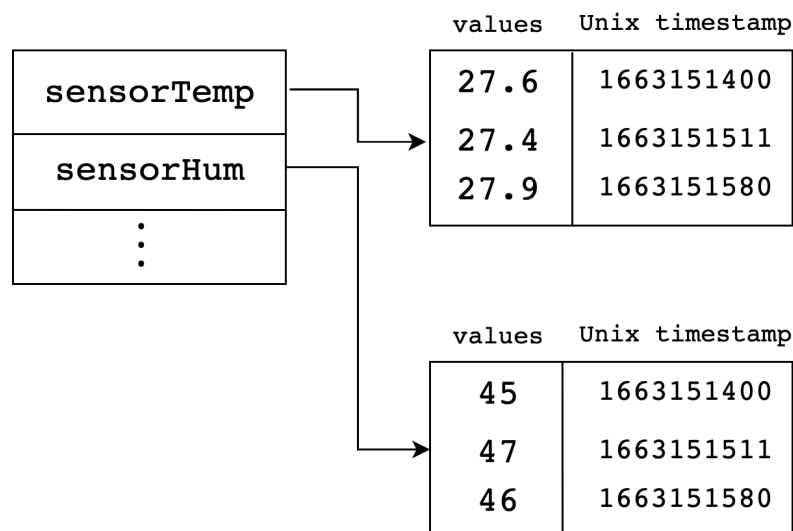 sensorTemp
sensorHum
values Unix timestamp
27.6 1663151400
27.4 1663151511
27.9 1663151580
values Unix timestamp
45 1663151400
47 1663151511
46 1663151580